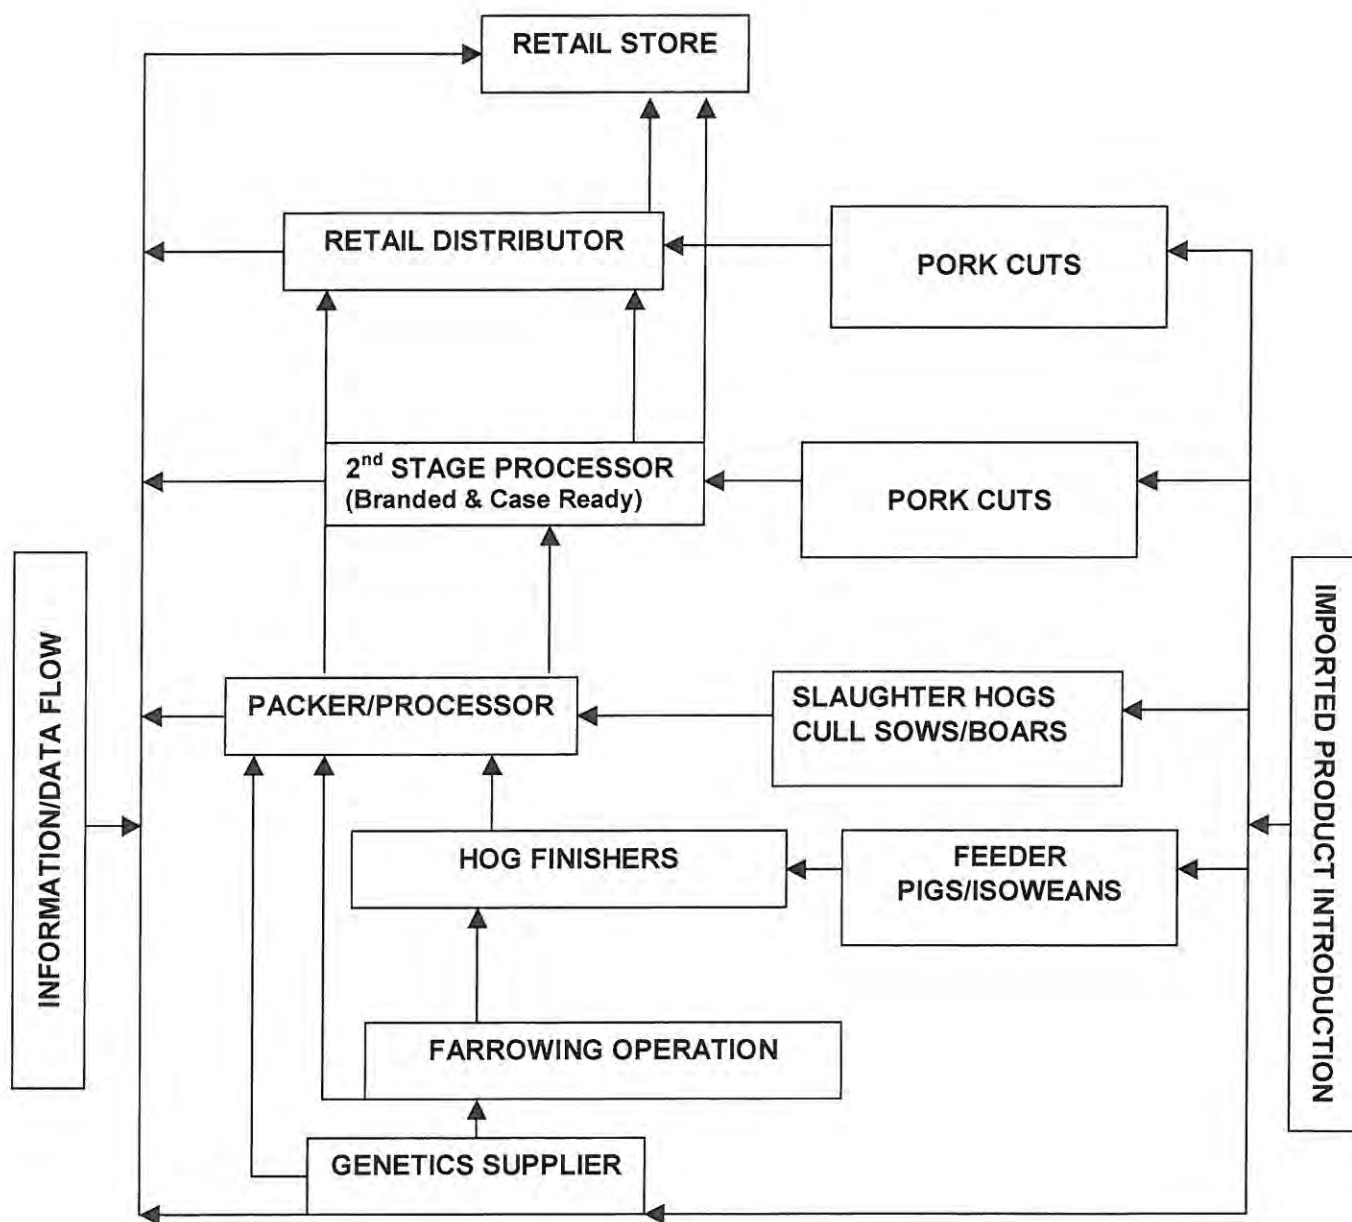 RETAIL STORE
RETAIL DISTRIBUTOR
PORK CUTS
2nd STAGE PROCESSOR
(Branded & Case Ready)
PORK CUTS
INFORMATION/DATA FLOW
IMPORTED PRODUCT INTRODUCTION
PACKER/PROCESSOR
SLAUGHTER HOGS
CULL SOWS/BOARS
HOG FINISHERS
FEEDER
PIGS/ISOWEANS
FARROWING OPERATION
GENETICS SUPPLIER